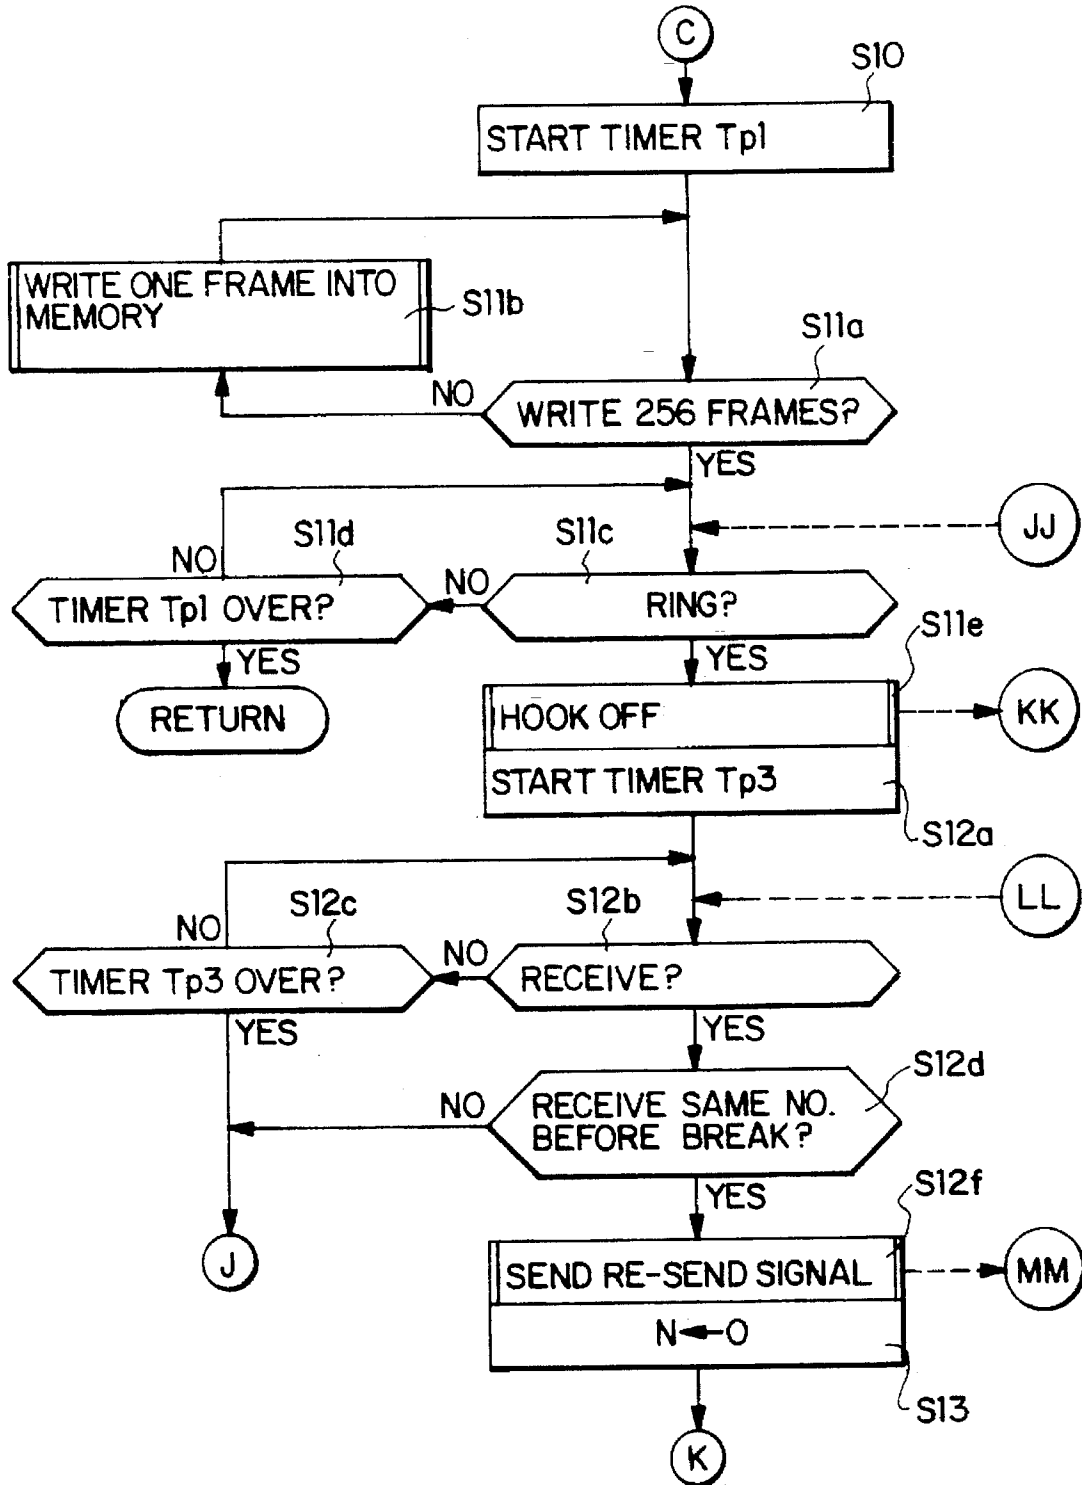 C
S10
START TIMER Tp1
WRITE ONE FRAME INTO
MEMORY
S11b
S11a
NO
WRITE 256 FRAMES?
YES
JJ
S11d
S11c
NO
NO
TIMER Tp1 OVER?
RING?
S11e
YES
YES
RETURN
HOOK OFF
KK
START TIMER Tp3
S12a
LL
S12c
S12b
NO
NO
TIMER Tp3 OVER?
RECEIVE?
YES
YES
S12d
NO
RECEIVE SAME NO.
BEFORE BREAK?
YES
S12f
J
SEND RE-SEND SIGNAL
MM
N←O
S13
K